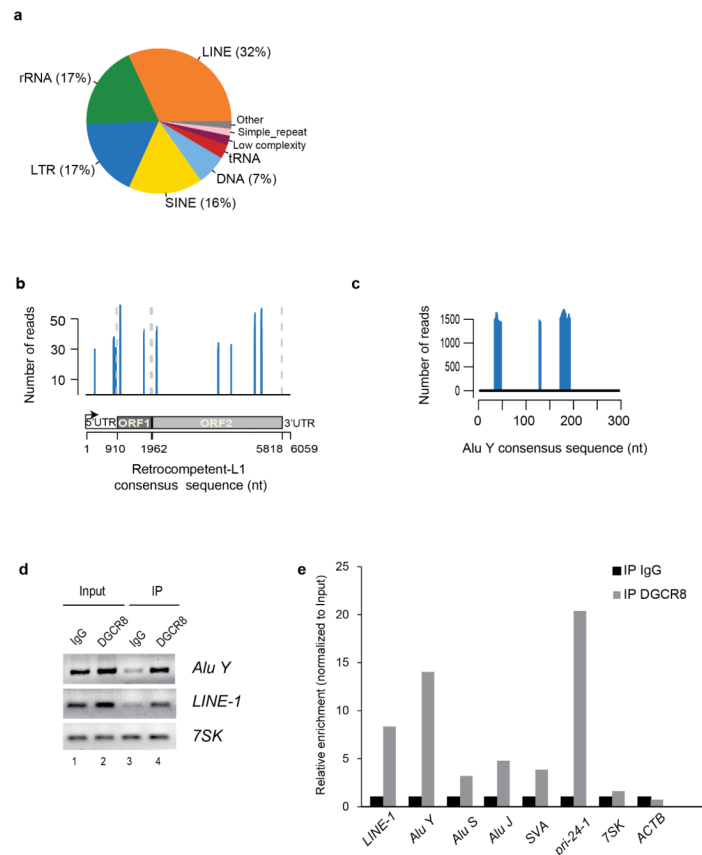 a
LINE (32%)
rRNA (17%)
Other
Simple_repeat
Low complexity
tRNA
LTR (17%)
DNA (7%)
SINE (16%)
b
Number of reads
50
30
10
5'UTR
ORF1
ORF2
3'UTR
1
910
1962
5818
6059
Retrocompetent-L1
consensus sequence (nt)
c
Number of reads
1500
1000
500
0
0
100
200
300
Alu Y consensus sequence (nt)
d
Input
IP
IgG
DGCR8
IgG
DGCR8
Alu Y
LINE-1
7SK
1
2
3
4
e
Relative enrichment (normalized to Input)
25
20
15
10
5
0
IP IgG
IP DGCR8
LINE-1
Alu Y
Alu S
Alu J
SVA
pri-24-1
7SK
ACTB